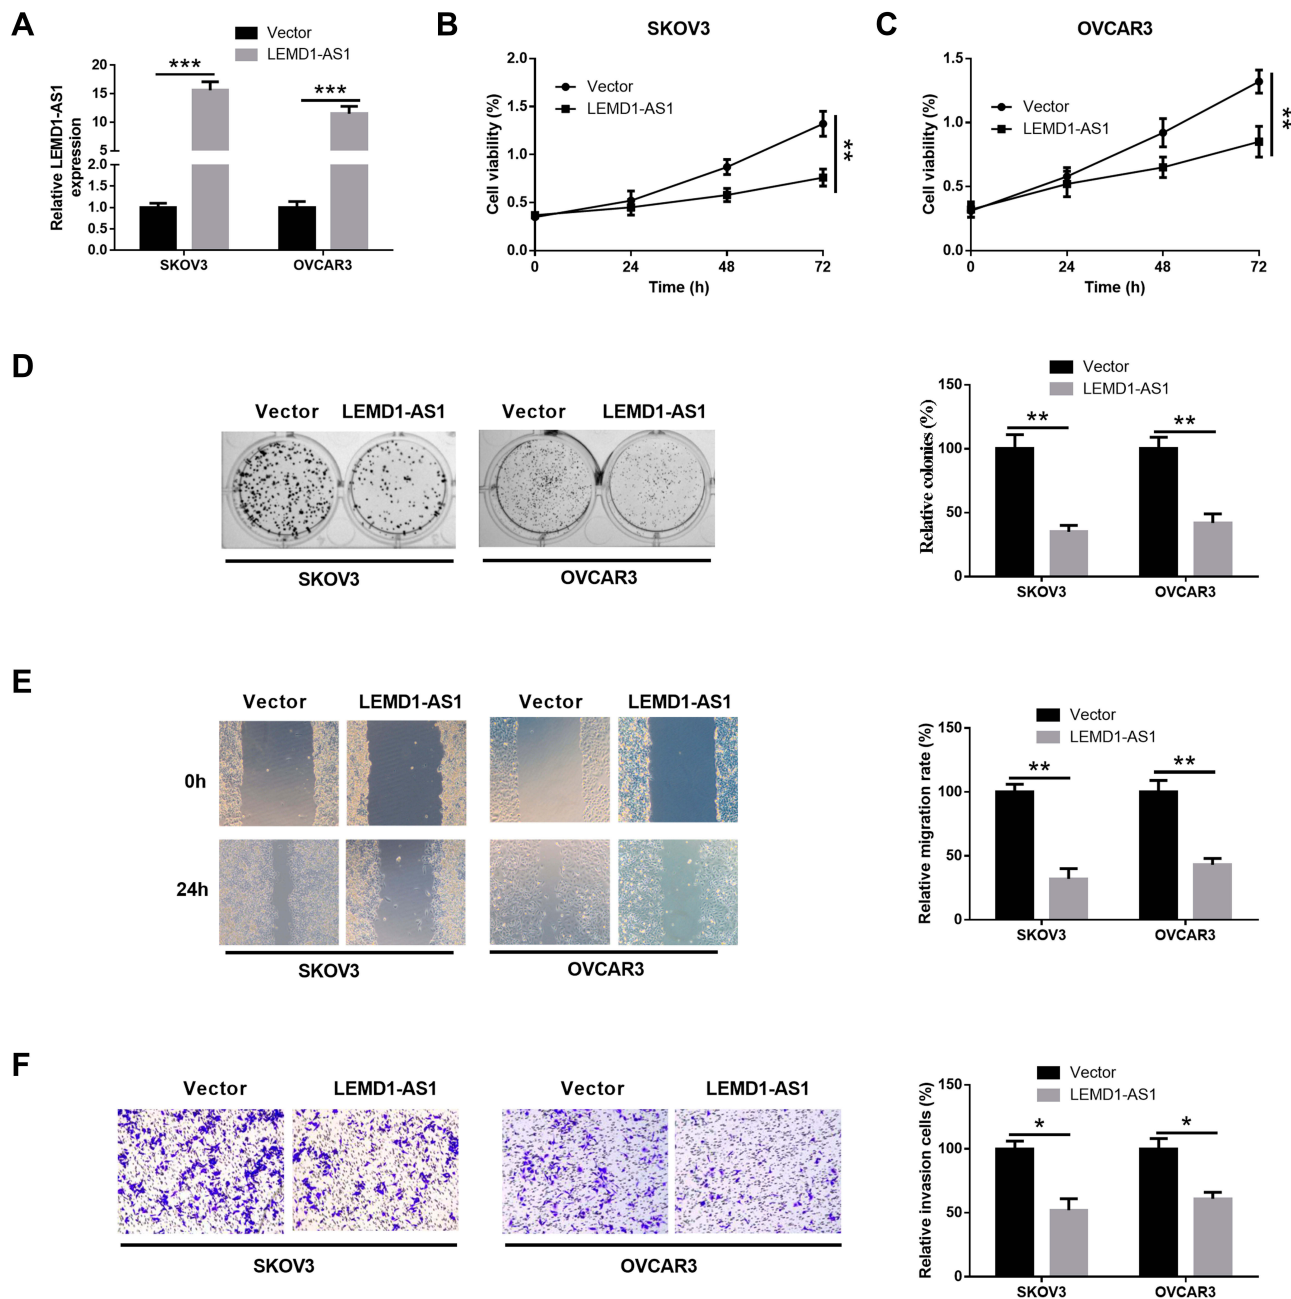 A
Vector
LEMD1-AS1
Relative LEMD1-AS1
expression
20
15
10
5
2.0
1.5
1.0
0.5
0.0
***
***
SKOV3
OVCAR3
B
SKOV3
Cell viability (%)
2.0
1.5
1.0
0.5
0.0
Vector
LEMD1-AS1
**
0
24
48
72
Time (h)
C
OVCAR3
Cell viability (%)
1.5
1.0
0.5
0.0
Vector
LEMD1-AS1
**
0
24
48
72
Time (h)
D
Vector
LEMD1-AS1
Vector
LEMD1-AS1
SKOV3
OVCAR3
Vector
LEMD1-AS1
Relative colonies (%)
150
100
50
0
**
**
SKOV3
OVCAR3
E
Vector
LEMD1-AS1
Vector
LEMD1-AS1
0h
24h
SKOV3
OVCAR3
Vector
LEMD1-AS1
Relative migration rate (%)
150
100
50
0
**
**
SKOV3
OVCAR3
F
Vector
LEMD1-AS1
Vector
LEMD1-AS1
SKOV3
OVCAR3
Vector
LEMD1-AS1
Relative invasion cells (%)
150
100
50
0
*
*
SKOV3
OVCAR3